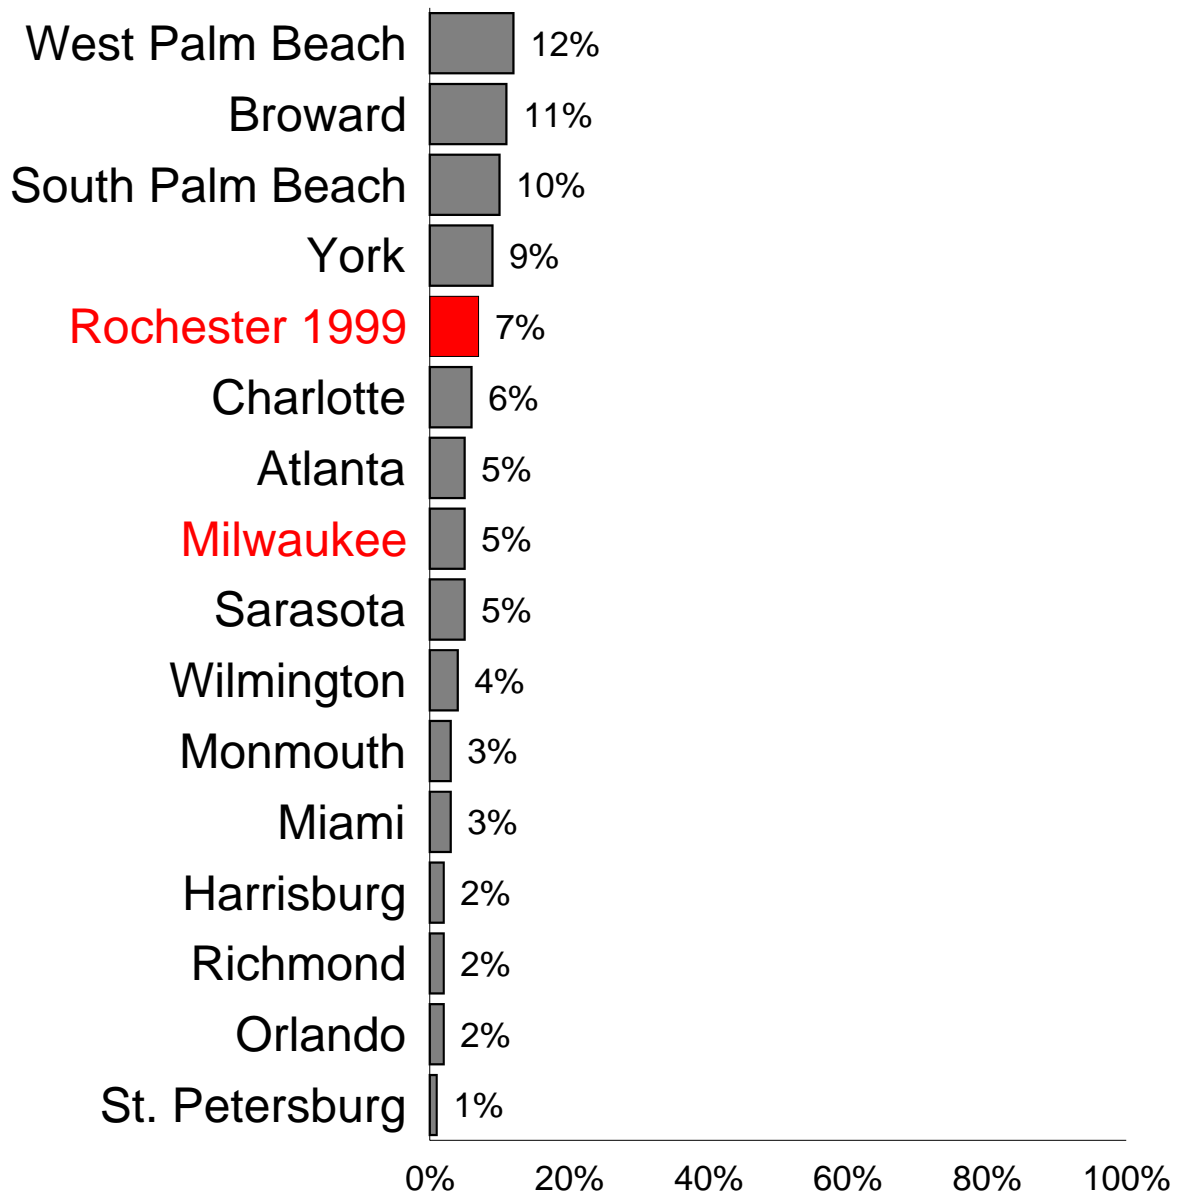 West Palm Beach 12%
Broward 11%
South Palm Beach 10%
York 9%
Rochester 1999 7%
Charlotte 6%
Atlanta 5%
Milwaukee 5%
Sarasota 5%
Wilmington 4%
Monmouth 3%
Miami 3%
Harrisburg 2%
Richmond 2%
Orlando 2%
St. Petersburg 1%
0% 20% 40% 60% 80% 100%